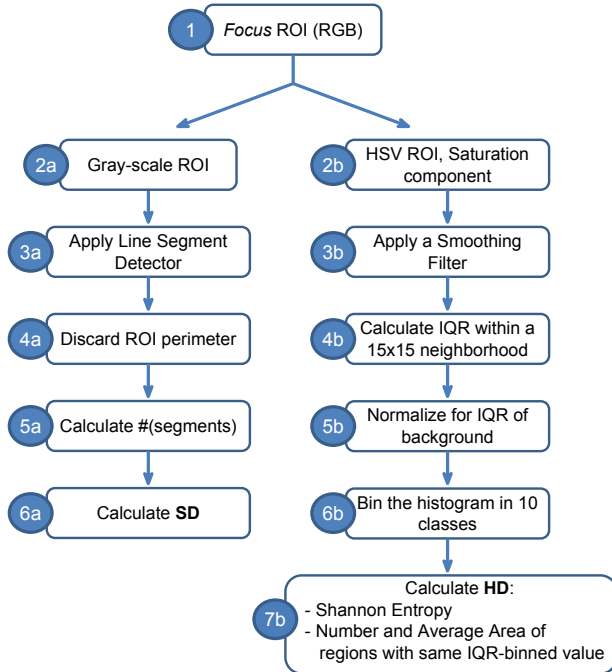 1
Focus ROI (RGB)
2a
Gray-scale ROI
3a
Apply Line Segment
Detector
4a
Discard ROI perimeter
5a
Calculate #(segments)
6a
Calculate SD
2b
HSV ROI, Saturation
component
3b
Apply a Smoothing
Filter
4b
Calculate IQR within a
15x15 neighborhood
5b
Normalize for IQR of
background
6b
Bin the histogram in 10
classes
7b
Calculate HD:
- Shannon Entropy
- Number and Average Area of
regions with same IQR-binned value